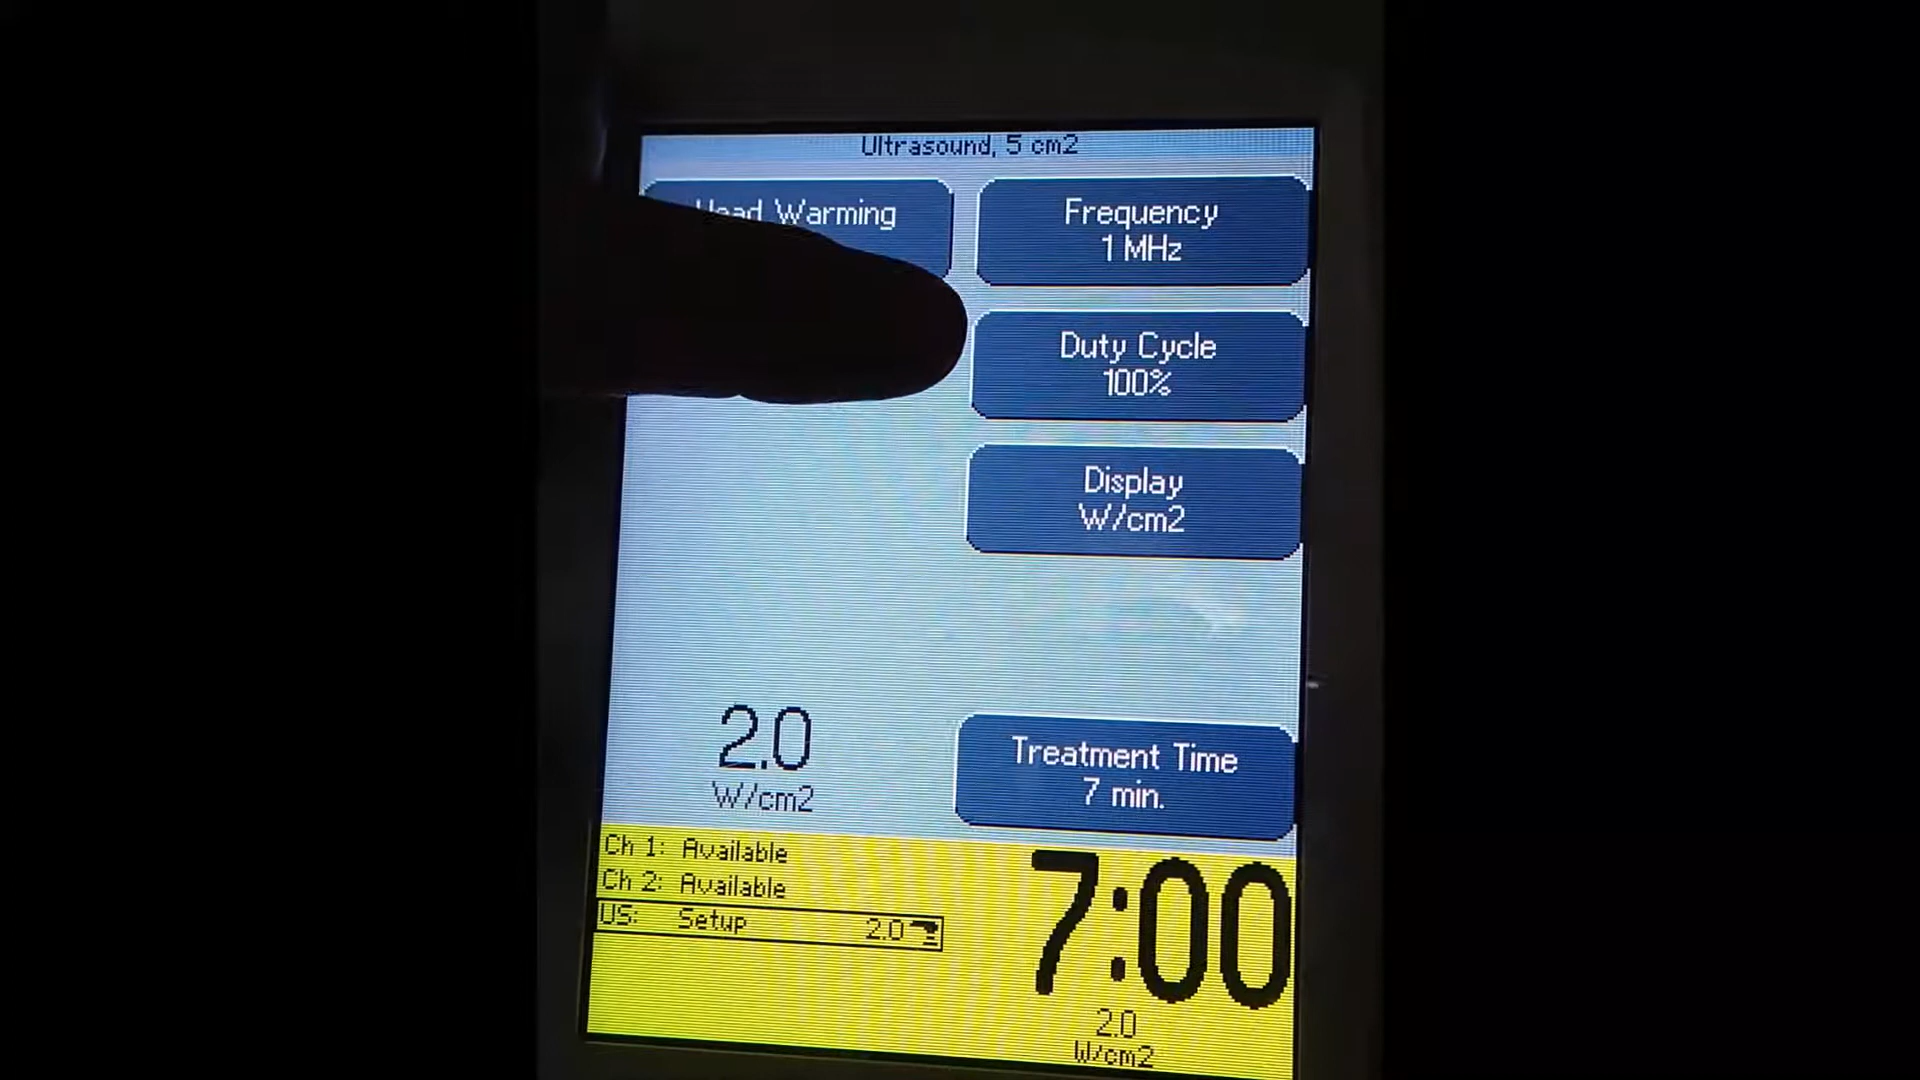 Ultrasound, 5 cm2
Head Warming
Frequency
1 MHz
Duty Cycle
100%
Display
W/cm2
2.0
W/cm2
Treatment Time
7 min.
Ch 1: Available
Ch 2: Available
US: Setup 2.0
7:00
2.0
W/cm2